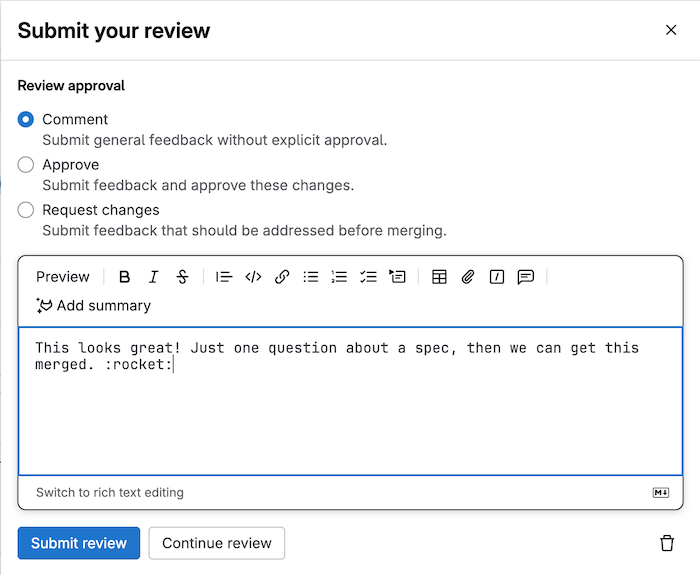 Submit your review
Review approval
Comment
Submit general feedback without explicit approval.
Approve
Submit feedback and approve these changes.
Request changes
Submit feedback that should be addressed before merging.
Preview
Add summary
This looks great! Just one question about a spec, then we can get this
merged. :rocket:
Switch to rich text editing
Submit review Continue review